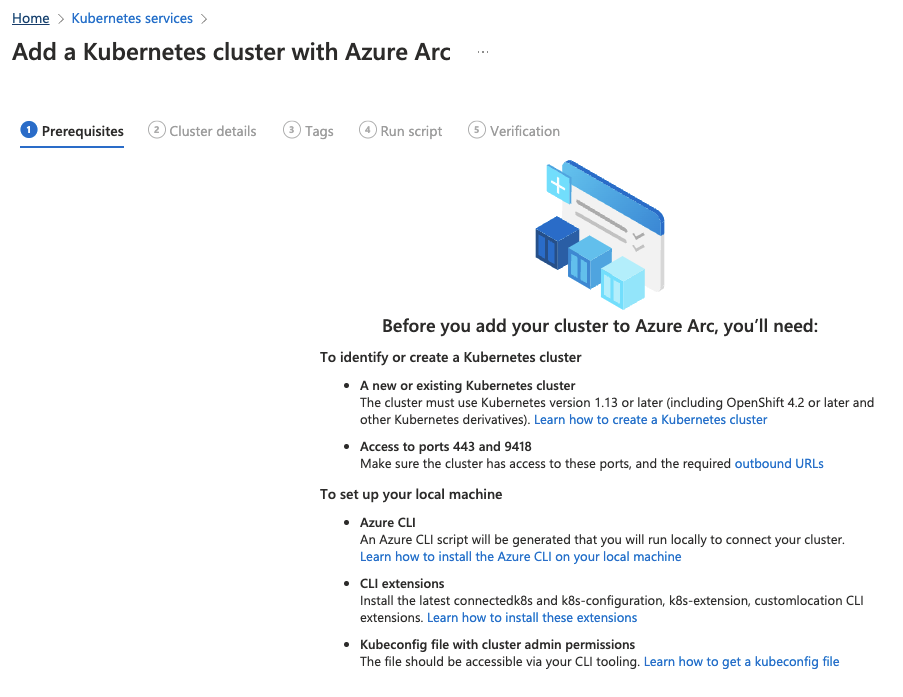 Home > Kubernetes services >
Add a Kubernetes cluster with Azure Arc ...
1 Prerequisites 2 Cluster details 3 Tags 4 Run script 5 Verification
Before you add your cluster to Azure Arc, you’ll need:
To identify or create a Kubernetes cluster
• A new or existing Kubernetes cluster
The cluster must use Kubernetes version 1.13 or later (including OpenShift 4.2 or later and
other Kubernetes derivatives). Learn how to create a Kubernetes cluster
• Access to ports 443 and 9418
Make sure the cluster has access to these ports, and the required outbound URLs
To set up your local machine
• Azure CLI
An Azure CLI script will be generated that you will run locally to connect your cluster.
Learn how to install the Azure CLI on your local machine
• CLI extensions
Install the latest connectedk8s and k8s-configuration, k8s-extension, customlocation CLI
extensions. Learn how to install these extensions
• Kubeconfig file with cluster admin permissions
The file should be accessible via your CLI tooling. Learn how to get a kubeconfig file